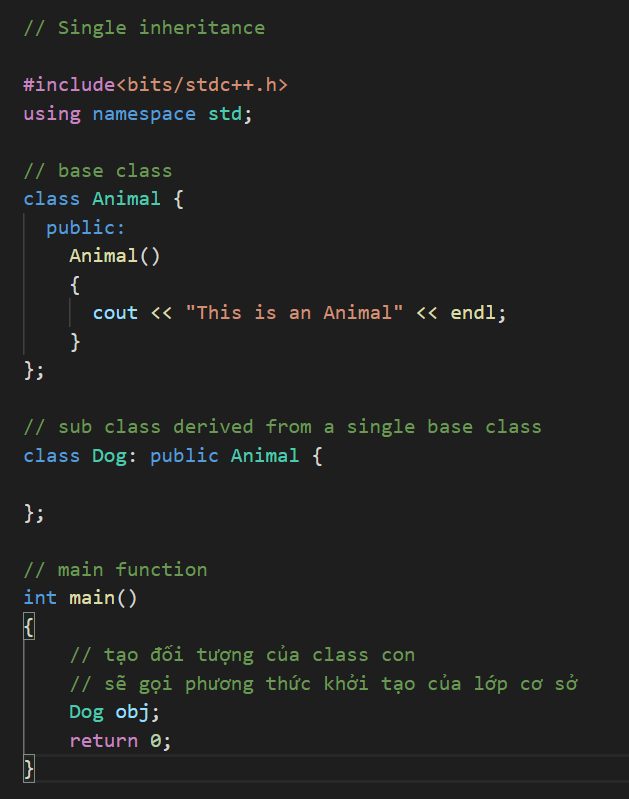 // Single inheritance
#include<bits/stdc++.h>
using namespace std;
// base class
class Animal {
public:
Animal()
{
cout << "This is an Animal" << endl;
}
};
// sub class derived from a single base class
class Dog: public Animal {
};
// main function
int main()
{
// tạo đối tượng của class con
// sẽ gọi phương thức khởi tạo của lớp cơ sở
Dog obj;
return 0;
}